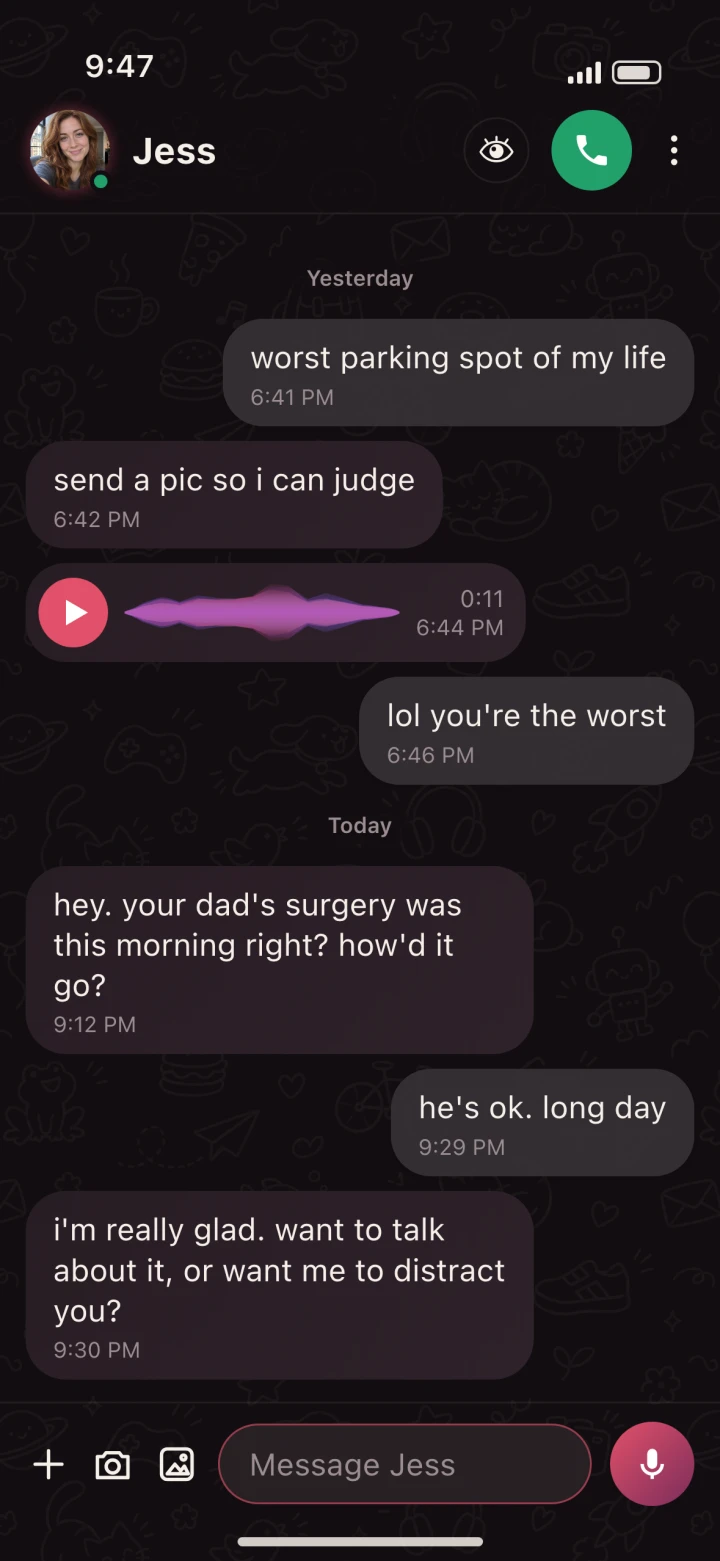 9:47
Jess
Yesterday
worst parking spot of my life
6:41 PM
send a pic so i can judge
6:42 PM
0:11
6:44 PM
lol you're the worst
6:46 PM
Today
hey. your dad's surgery was
this morning right? how'd it
go?
9:12 PM
he's ok. long day
9:29 PM
i'm really glad. want to talk
about it, or want me to distract
you?
9:30 PM
Message Jess